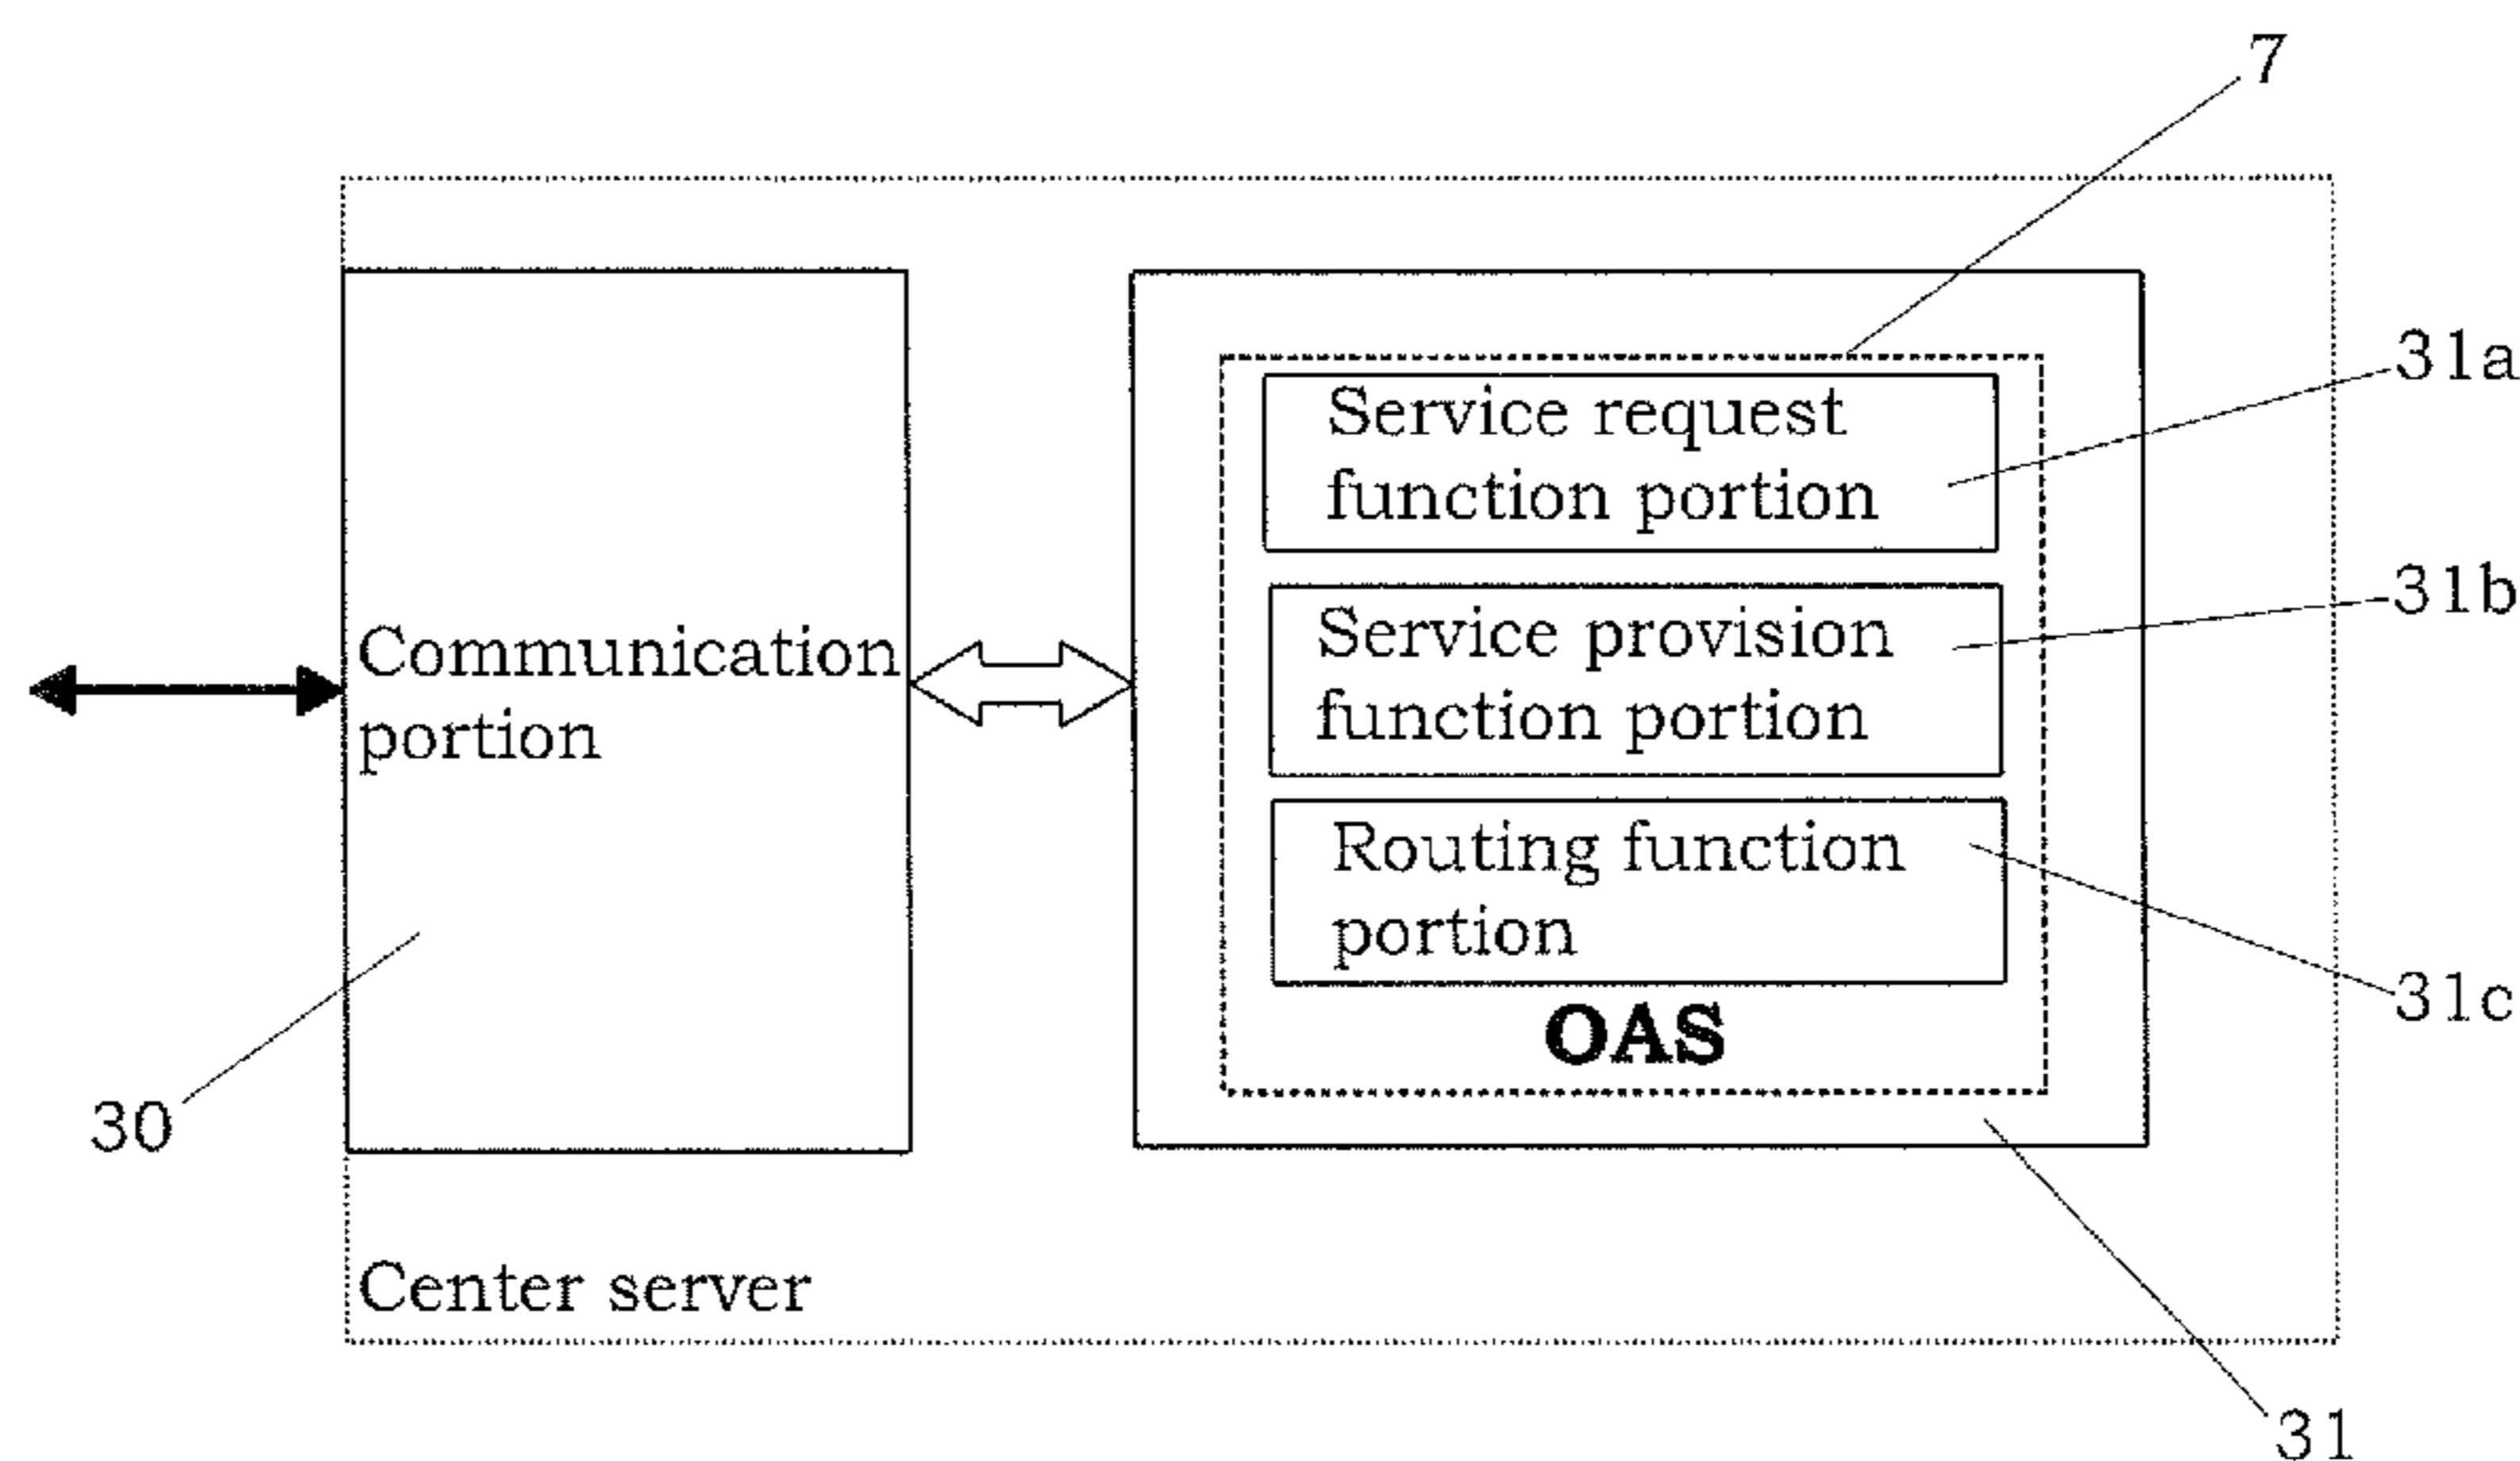 7
Service request
function portion
31a
Service provision
function portion
31b
Communication
portion
Routing function
portion
31c
OAS
30
Center server
31